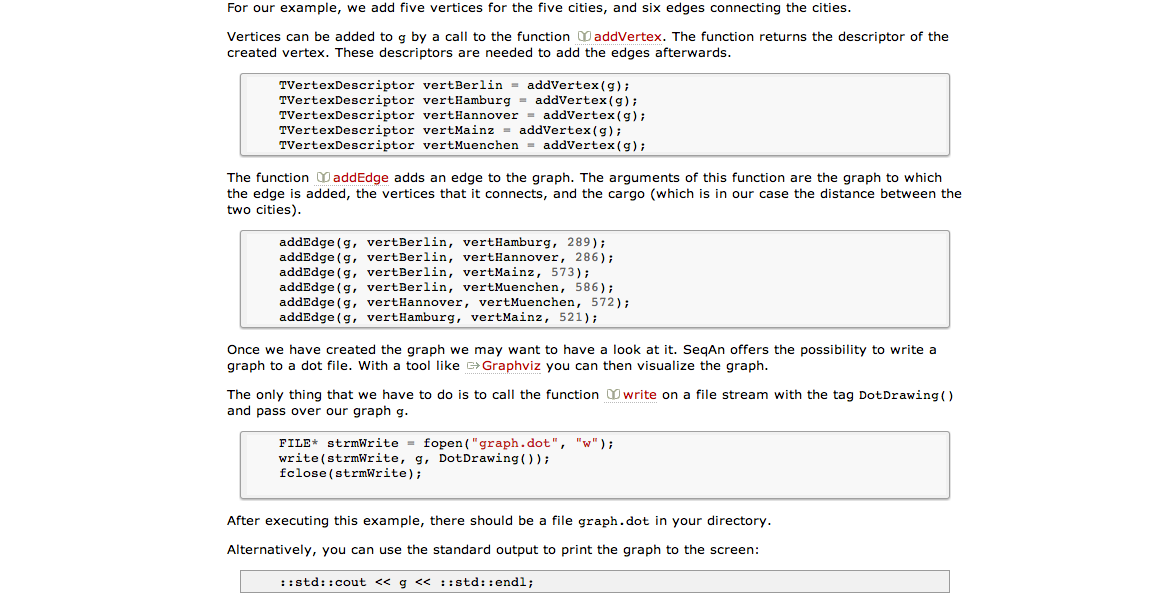 For our example, we add five vertices for the five cities, and six edges connecting the cities.
Vertices can be added to g by a call to the function addVertex. The function returns the descriptor of the
created vertex. These descriptors are needed to add the edges afterwards.
TVertexDescriptor vertBerlin = addVertex(g);
TVertexDescriptor vertHamburg = addVertex(g);
TVertexDescriptor vertHannover = addVertex(g);
TVertexDescriptor vertMainz = addVertex(g);
TVertexDescriptor vertMuenchen = addVertex(g);
The function addEdge adds an edge to the graph. The arguments of this function are the graph to which
the edge is added, the vertices that it connects, and the cargo (which is in our case the distance between the
two cities).
addEdge(g, vertBerlin, vertHamburg, 289);
addEdge(g, vertBerlin, vertHannover, 286);
addEdge(g, vertBerlin, vertMainz, 573);
addEdge(g, vertBerlin, vertMuenchen, 586);
addEdge(g, vertHannover, vertMuenchen, 572);
addEdge(g, vertHamburg, vertMainz, 521);
Once we have created the graph we may want to have a look at it. SeqAn offers the possibility to write a
graph to a dot file. With a tool like Graphviz you can then visualize the graph.
The only thing that we have to do is to call the function write on a file stream with the tag DotDrawing()
and pass over our graph g.
FILE* strmWrite = fopen("graph.dot", "w");
write(strmWrite, g, DotDrawing());
fclose(strmWrite);
After executing this example, there should be a file graph.dot in your directory.
Alternatively, you can use the standard output to print the graph to the screen:
::std::cout << g << ::std::endl;